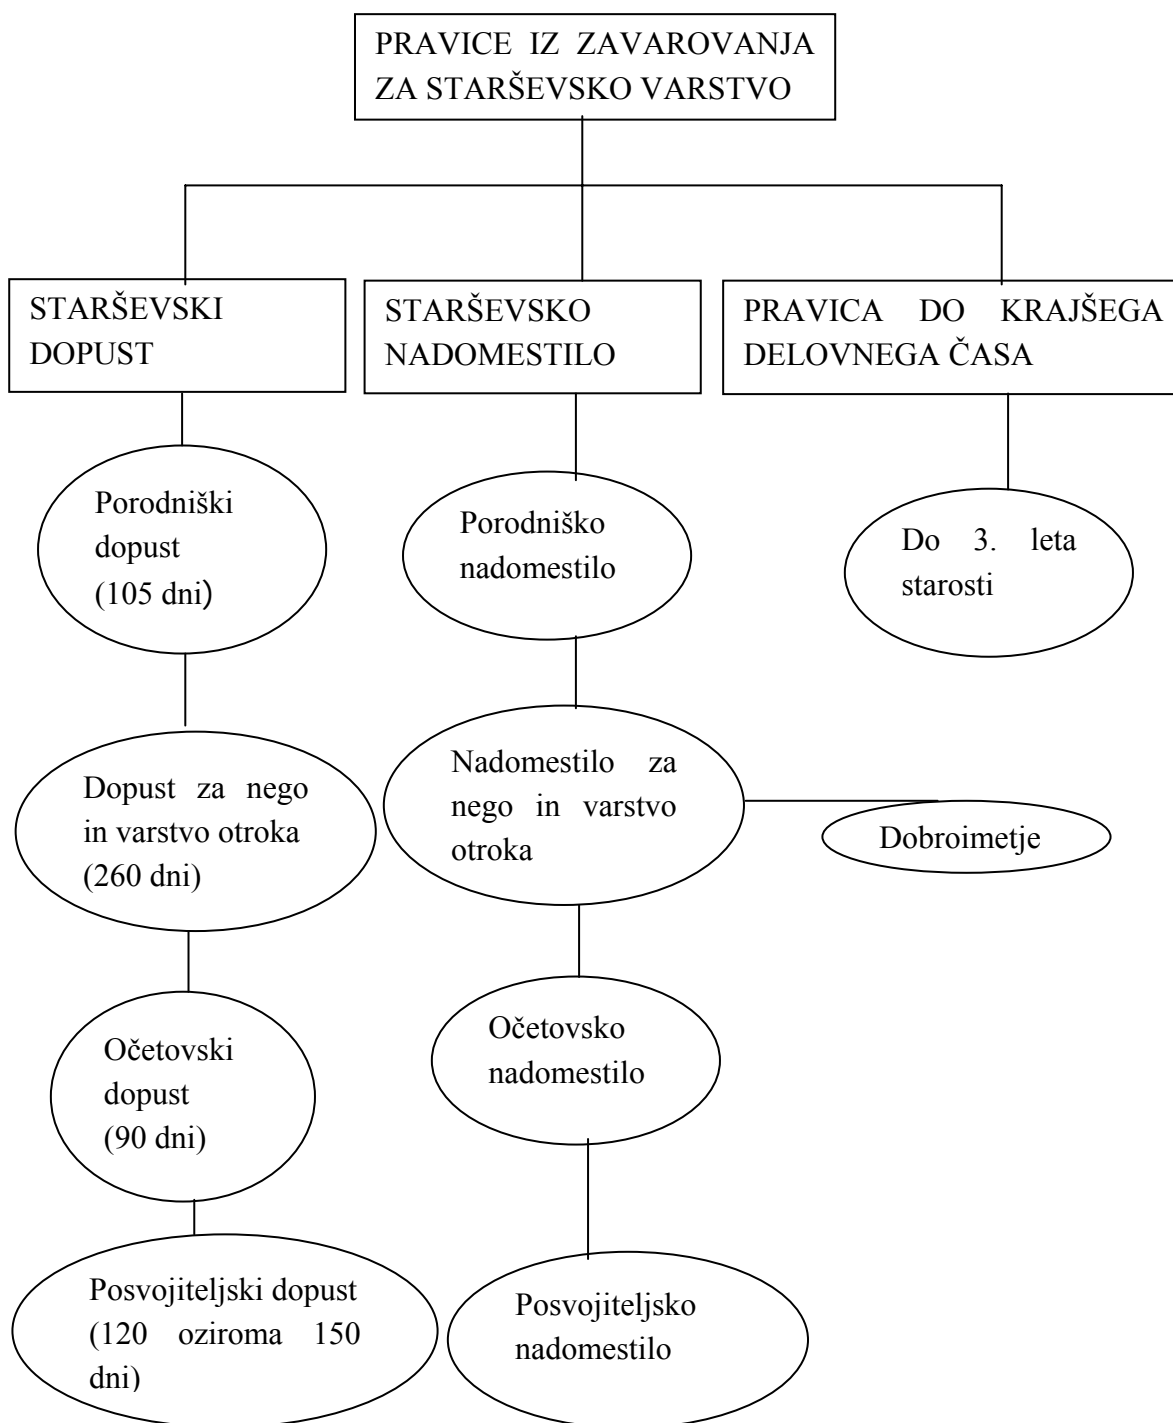 PRAVICE IZ ZAVAROVANJA
ZA STARŠEVSKO VARSTVO
STARŠEVSKI
DOPUST
STARŠEVSKO
NADOMESTILO
PRAVICA DO KRAJŠEGA
DELOVNEGA ČASA
Porodniški
dopust
(105 dni)
Porodniško
nadomestilo
Do 3. leta
starosti
Dopust za nego
in varstvo otroka
(260 dni)
Nadomestilo za
nego in varstvo
otroka
Dobroimetje
Očetovski
dopust
(90 dni)
Očetovsko
nadomestilo
Posvojiteljski dopust
(120 oziroma 150
dni)
Posvojiteljsko
nadomestilo